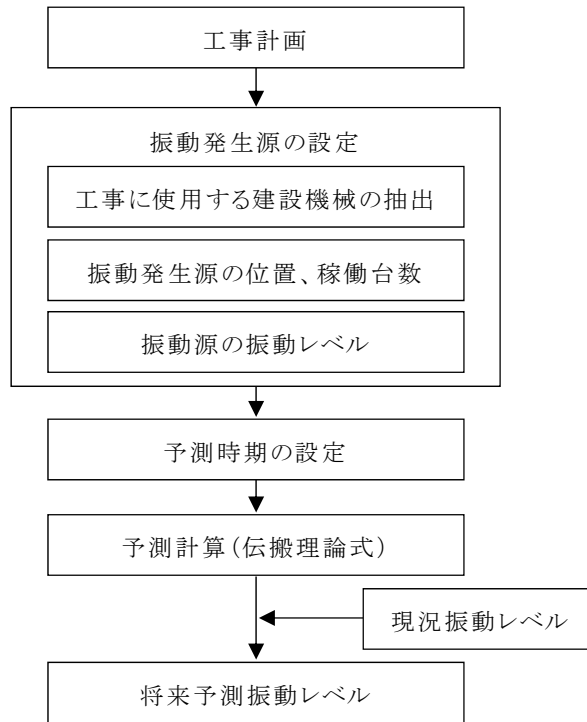 工事計画
振動発生源の設定
工事に使用する建設機械の抽出
振動発生源の位置、稼働台数
振動源の振動レベル
予測時期の設定
予測計算(伝搬理論式)
現況振動レベル
将来予測振動レベル